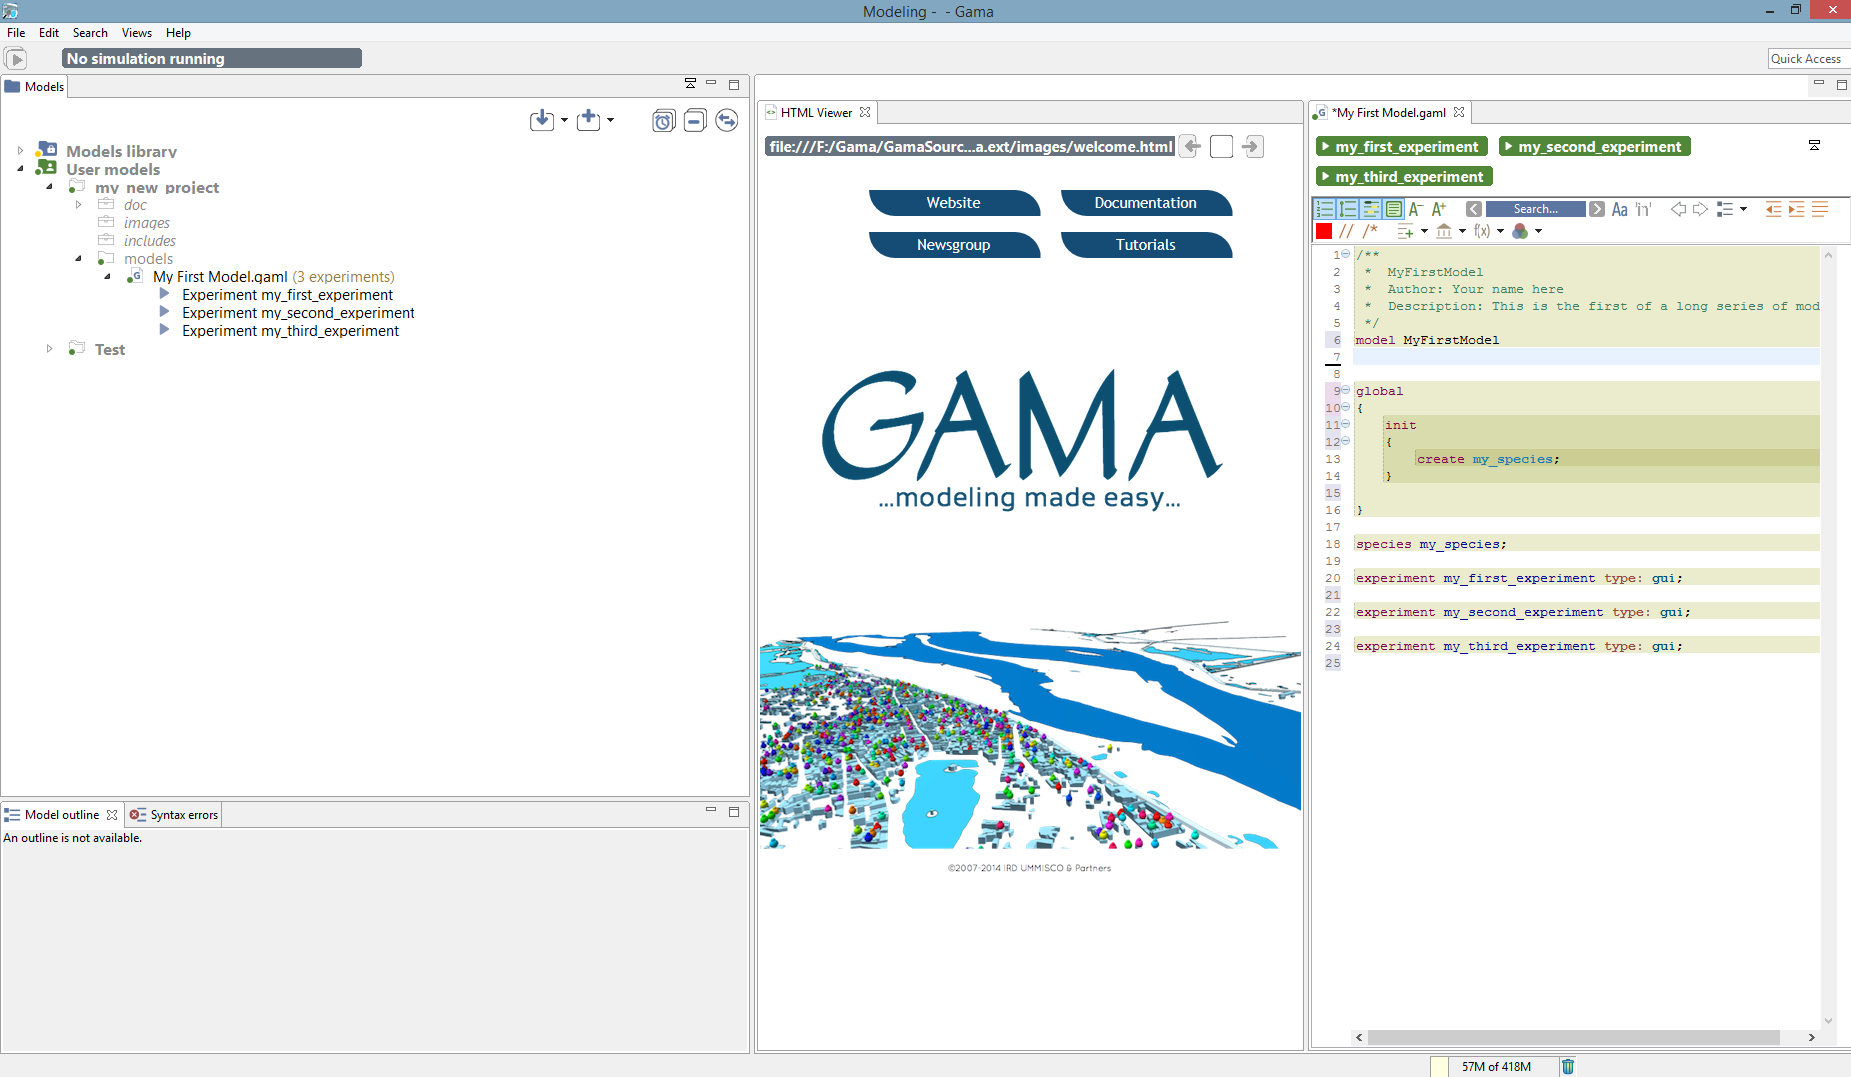 Modeling -  - Gama
File Edit Search Views Help
No simulation running
Quick Access
Models
Models library
User models
my_new_project
doc
images
includes
models
My First Model.gaml (3 experiments)
Experiment my_first_experiment
Experiment my_second_experiment
Experiment my_third_experiment
Test
Model outline
Syntax errors
An outline is not available.
HTML Viewer
file:///F:/Gama/GamaSourc...a.ext/images/welcome.html
Website
Documentation
Newsgroup
Tutorials
GAMA
...modeling made easy...
©2007-2014 IRD UMMISCO & Partners
*My First Model.gaml
my_first_experiment
my_second_experiment
my_third_experiment
A⁻ A⁺ Search... Aa 'in'
// /* f(x)
1 /**
2 * MyFirstModel
3 * Author: Your name here
4 * Description: This is the first of a long series of mod
5 */
6 model MyFirstModel
7
8
9 global
10 {
11 init
12 {
13 create my_species;
14 }
15
16 }
17
18 species my_species;
19
20 experiment my_first_experiment type: gui;
21
22 experiment my_second_experiment type: gui;
23
24 experiment my_third_experiment type: gui;
25
57M of 418M